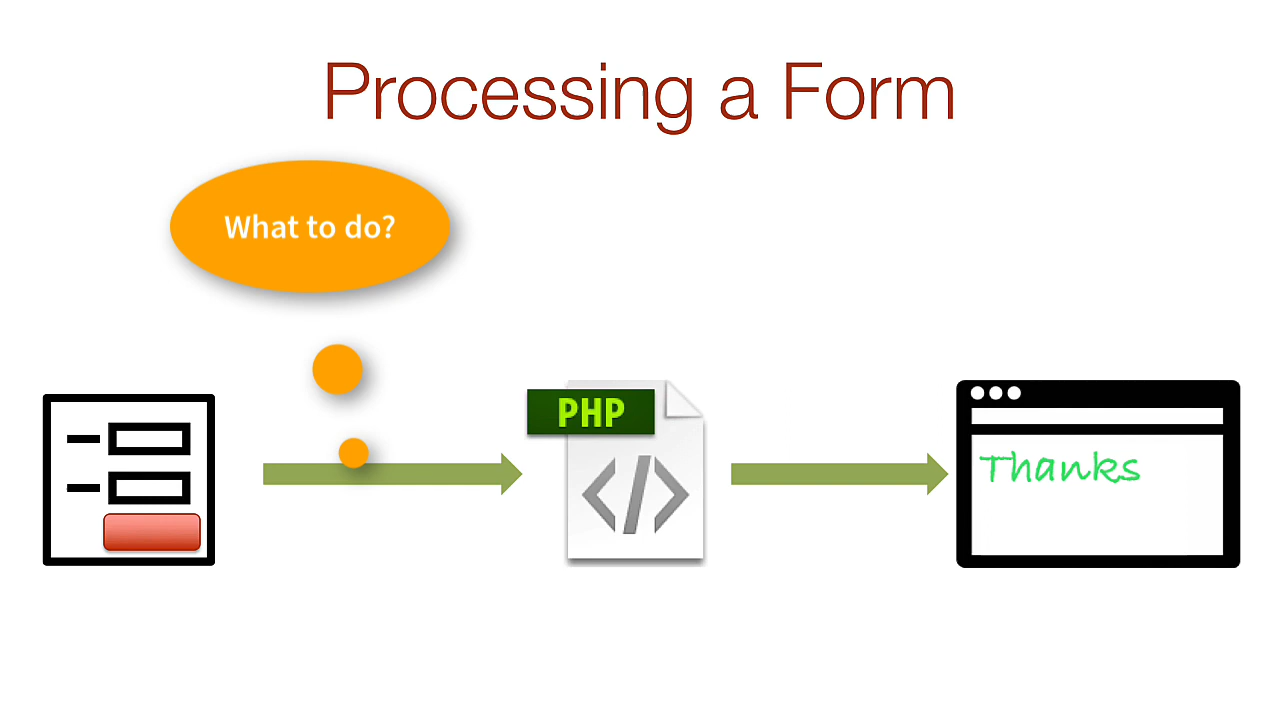 Processing a Form
What to do?
PHP
</>
Thanks